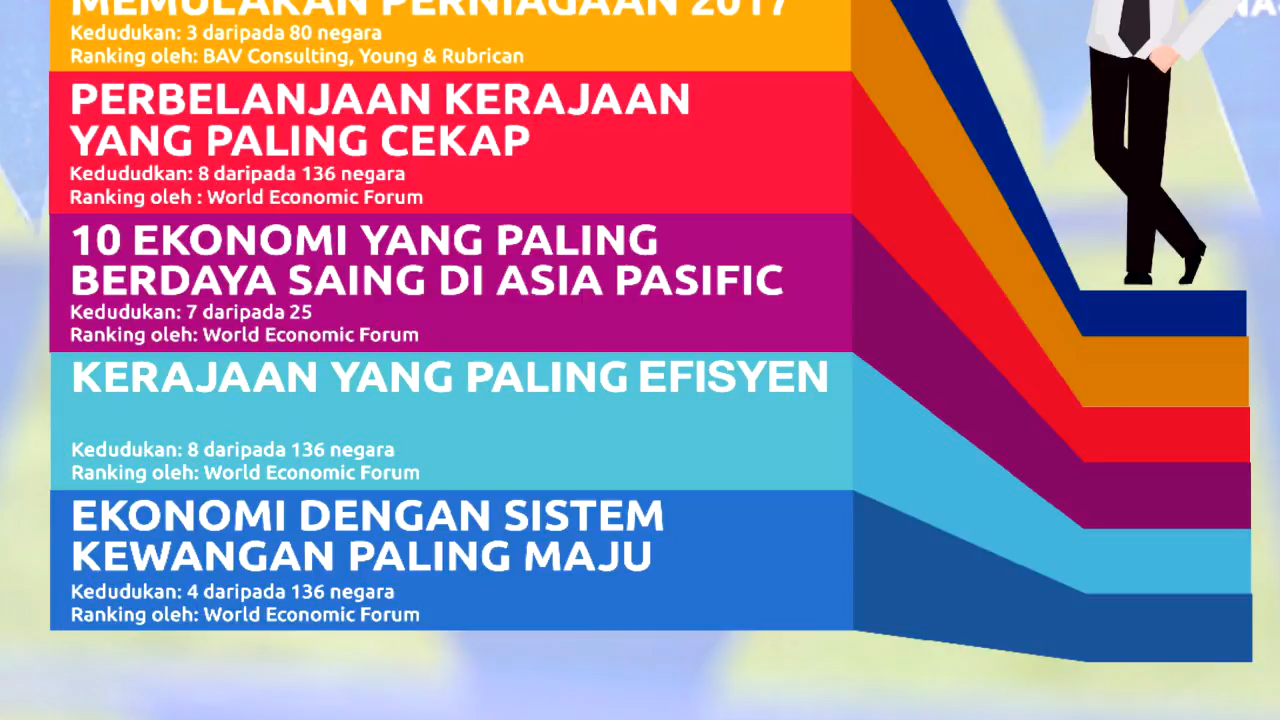 MEMULAKAN PERNIAGAAN 2017
Kedudukan: 3 daripada 80 negara
Ranking oleh: BAV Consulting, Young & Rubrican
PERBELANJAAN KERAJAAN
YANG PALING CEKAP
Kedududkan: 8 daripada 136 negara
Ranking oleh : World Economic Forum
10 EKONOMI YANG PALING
BERDAYA SAING DI ASIA PASIFIC
Kedudukan: 7 daripada 25
Ranking oleh: World Economic Forum
KERAJAAN YANG PALING EFISYEN
Kedudukan: 8 daripada 136 negara
Ranking oleh: World Economic Forum
EKONOMI DENGAN SISTEM
KEWANGAN PALING MAJU
Kedudukan: 4 daripada 136 negara
Ranking oleh: World Economic Forum